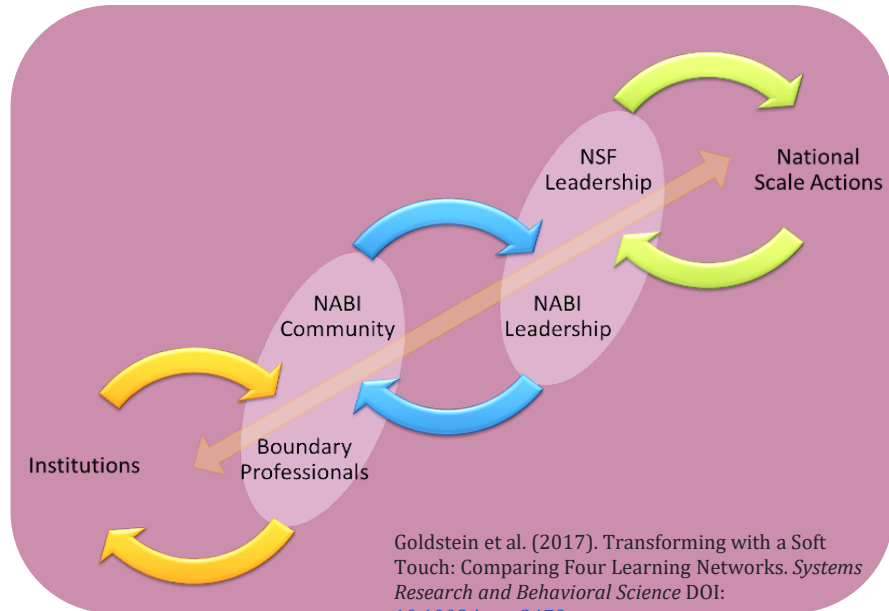 NSF
Leadership
National
Scale Actions
NABI
Community
NABI
Leadership
Institutions
Boundary
Professionals
Goldstein et al. (2017). Transforming with a Soft
Touch: Comparing Four Learning Networks. Systems
Research and Behavioral Science DOI: